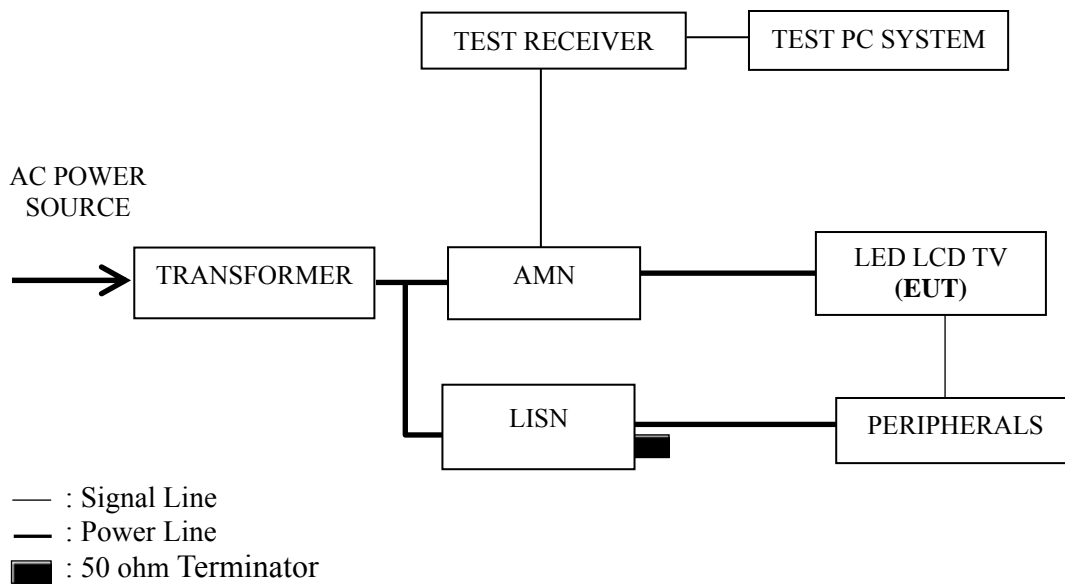 TEST RECEIVER
TEST PC SYSTEM
AC POWER
SOURCE
TRANSFORMER
AMN
LED LCD TV
(EUT)
LISN
PERIPHERALS
: Signal Line
: Power Line
: 50 ohm Terminator